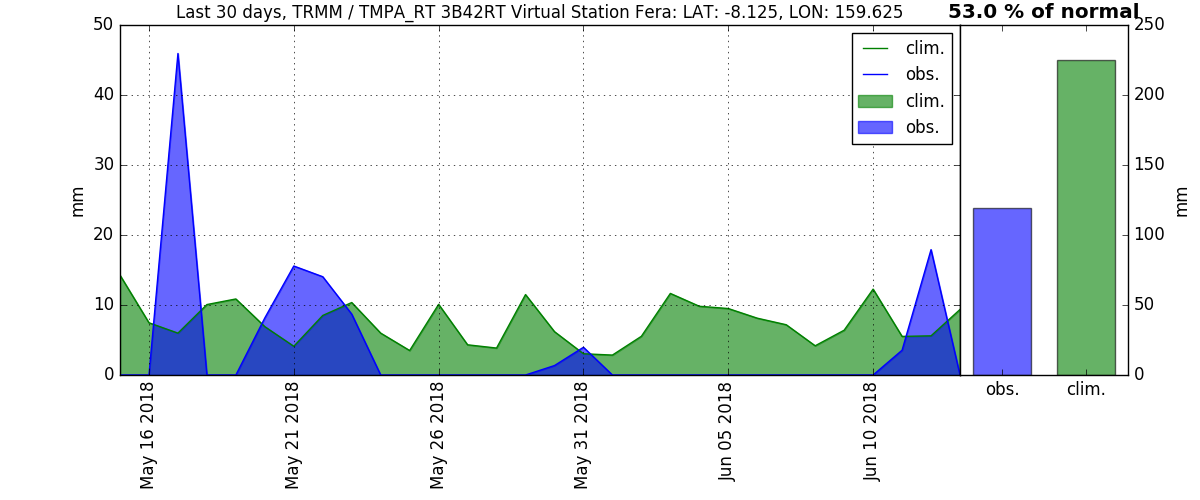 Last 30 days, TRMM / TMPA_RT 3B42RT Virtual Station Fera: LAT: -8.125, LON: 159.625
53.0 % of normal
50
40
30
20
10
0
mm
clim.
obs.
clim.
obs.
250
200
150
100
50
0
mm
May 16 2018
May 21 2018
May 26 2018
May 31 2018
Jun 05 2018
Jun 10 2018
obs.
clim.